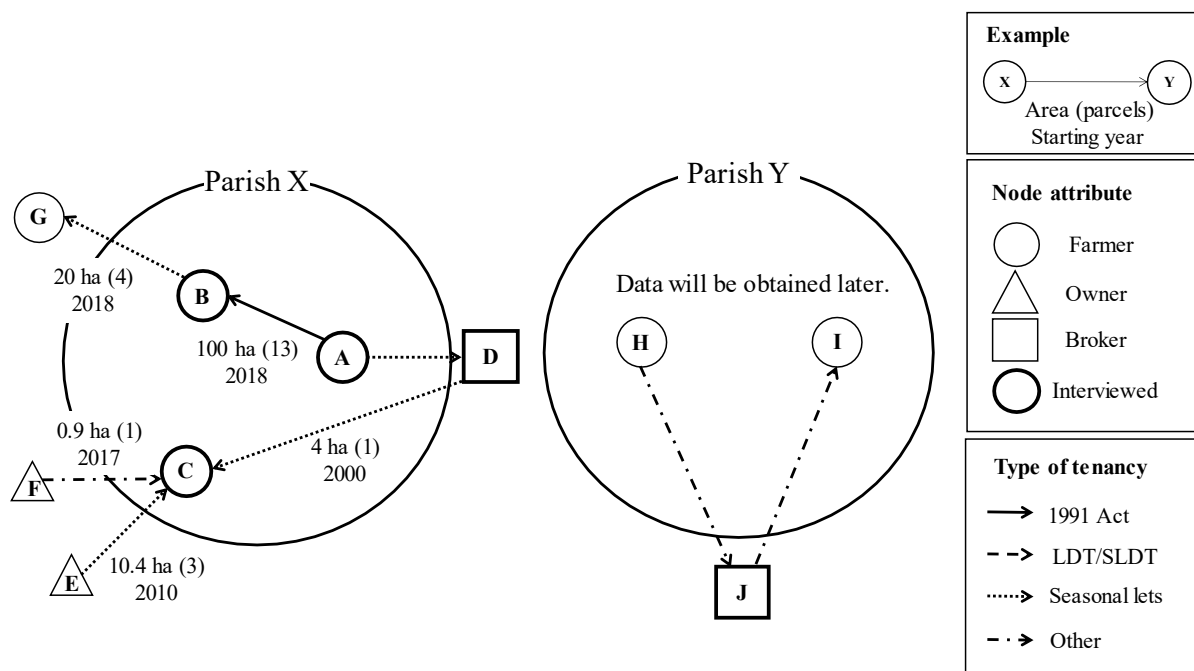 Parish X
G
20 ha (4)
2018
B
100 ha (13)
2018
A
D
0.9 ha (1)
2017
C
4 ha (1)
2000
F
E
10.4 ha (3)
2010
Parish Y
Data will be obtained later.
H
I
J
Example
X
Y
Area (parcels)
Starting year
Node attribute
Farmer
Owner
Broker
Interviewed
Type of tenancy
1991 Act
LDT/SLDT
Seasonal lets
Other